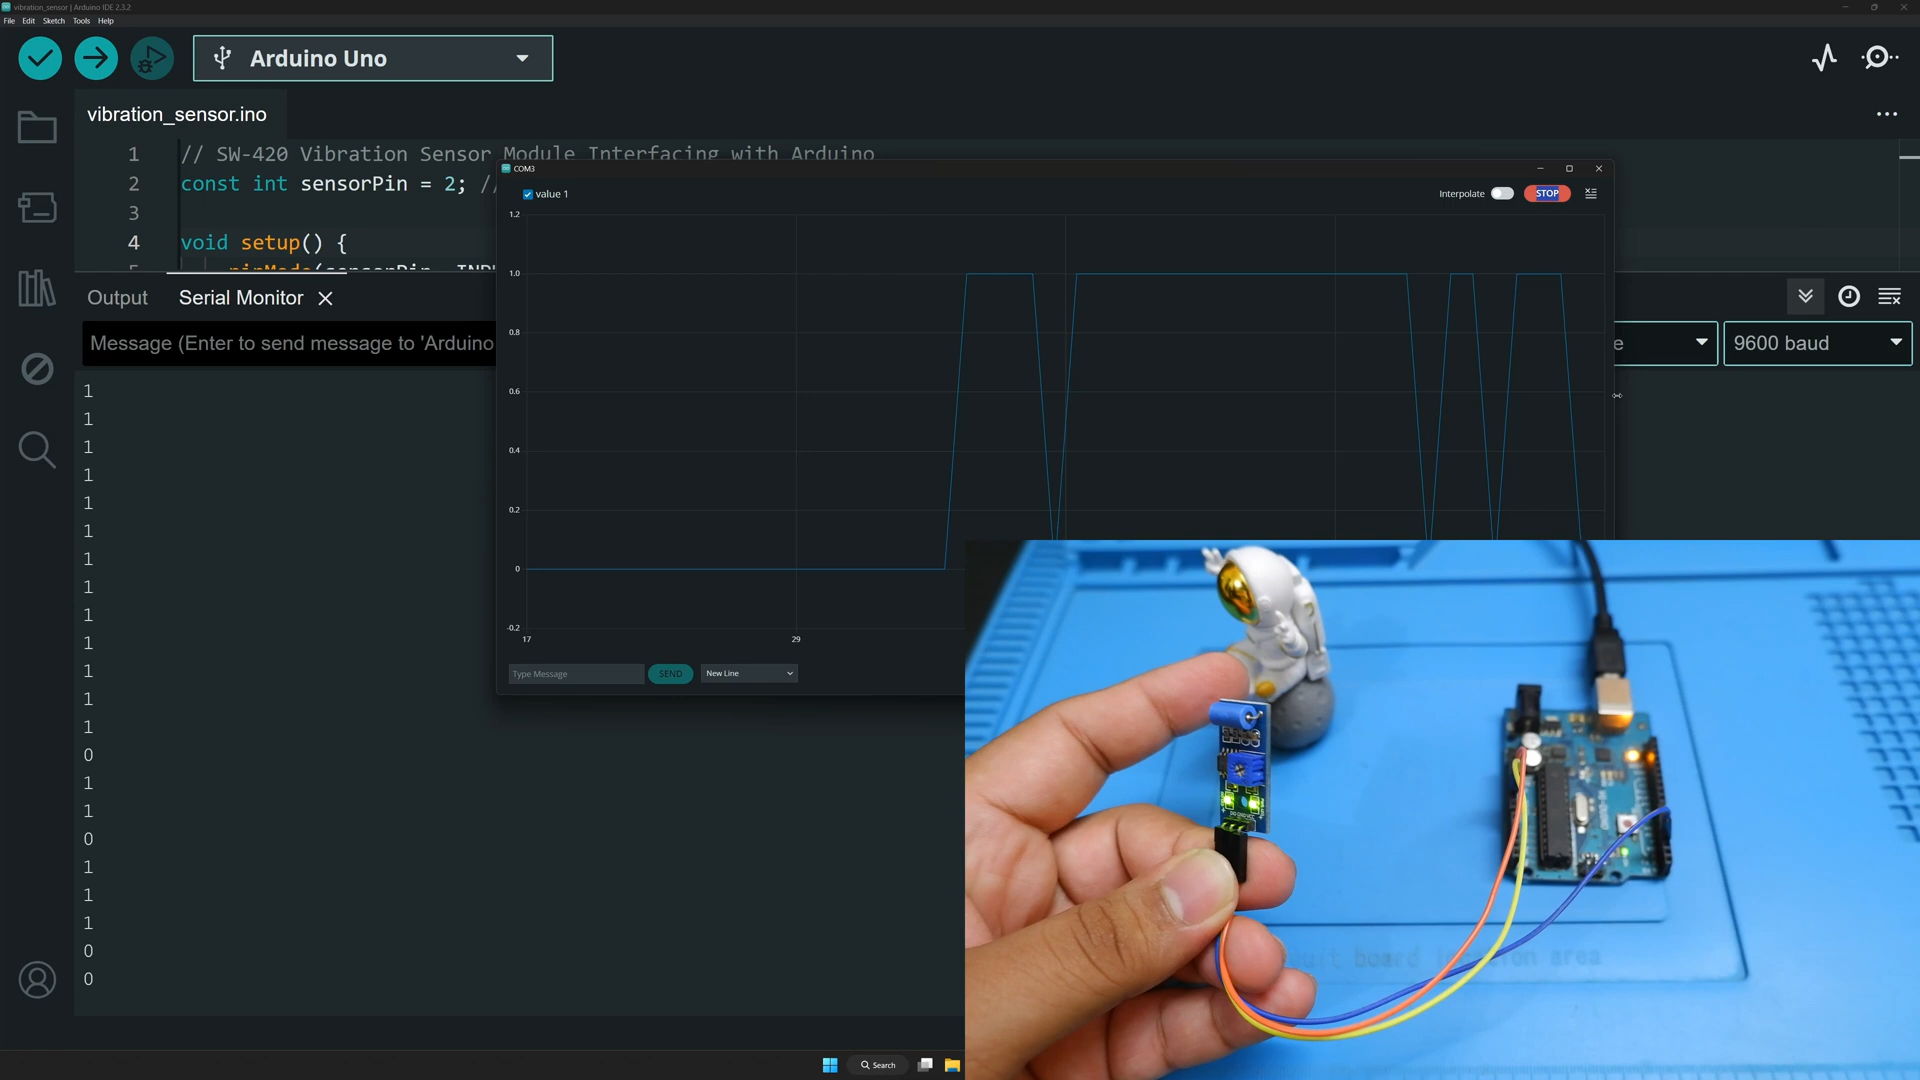 vibration_sensor | Arduino IDE 2.3.2
File Edit Sketch Tools Help
Arduino Uno
vibration_sensor.ino
1 // SW-420 Vibration Sensor Module Interfacing with Arduino
2 const int sensorPin = 2; //
3
4 void setup() {
COM3
value 1
Interpolate
STOP
1.2
1.0
0.8
0.6
0.4
0.2
0
-0.2
17
29
Type Message
SEND
New Line
Output
Serial Monitor
Message (Enter to send message to 'Arduino
e
9600 baud
1
1
1
1
1
1
1
1
1
1
1
1
1
0
1
1
0
1
1
1
0
0
Search
board
area